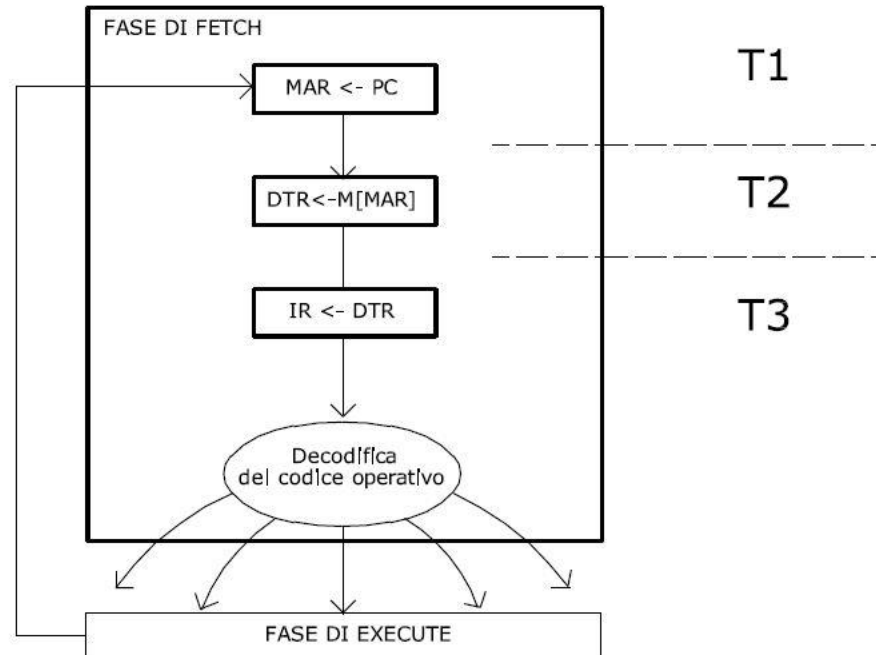 FASE DI FETCH
T1
MAR <- PC
T2
DTR<-M[MAR]
T3
IR <- DTR
Decodifica
del codice operativo
FASE DI EXECUTE